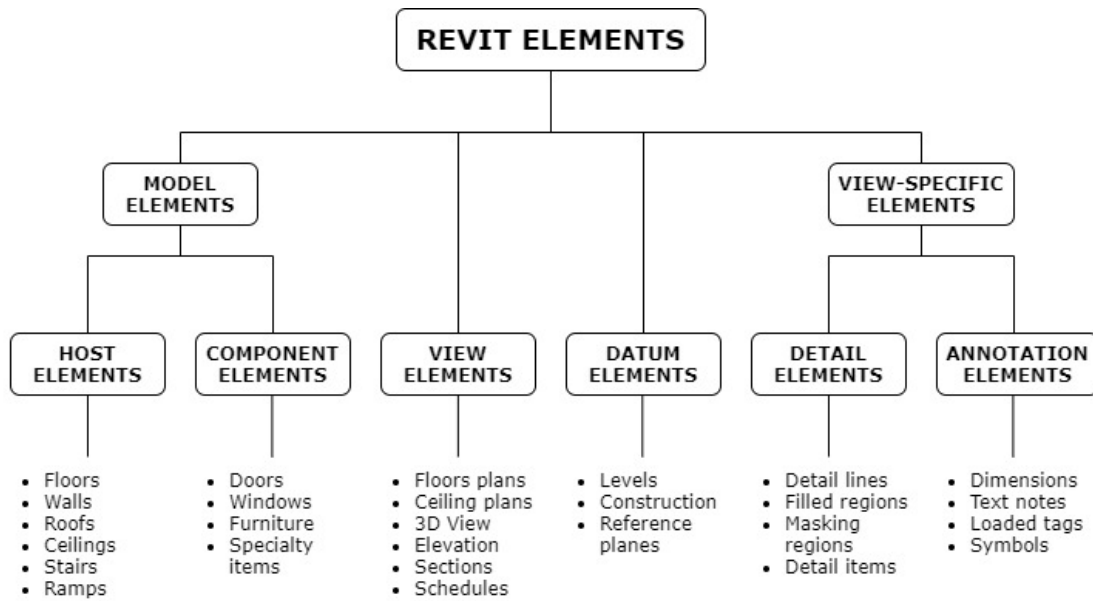 REVIT ELEMENTS
MODEL
ELEMENTS
VIEW-SPECIFIC
ELEMENTS
HOST
ELEMENTS
COMPONENT
ELEMENTS
VIEW
ELEMENTS
DATUM
ELEMENTS
DETAIL
ELEMENTS
ANNOTATION
ELEMENTS
• Floors
• Walls
• Roofs
• Ceilings
• Stairs
• Ramps
• Doors
• Windows
• Furniture
• Specialty
items
• Floors plans
• Ceiling plans
• 3D View
• Elevation
• Sections
• Schedules
• Levels
• Construction
• Reference
planes
• Detail lines
• Filled regions
• Masking
regions
• Detail items
• Dimensions
• Text notes
• Loaded tags
• Symbols